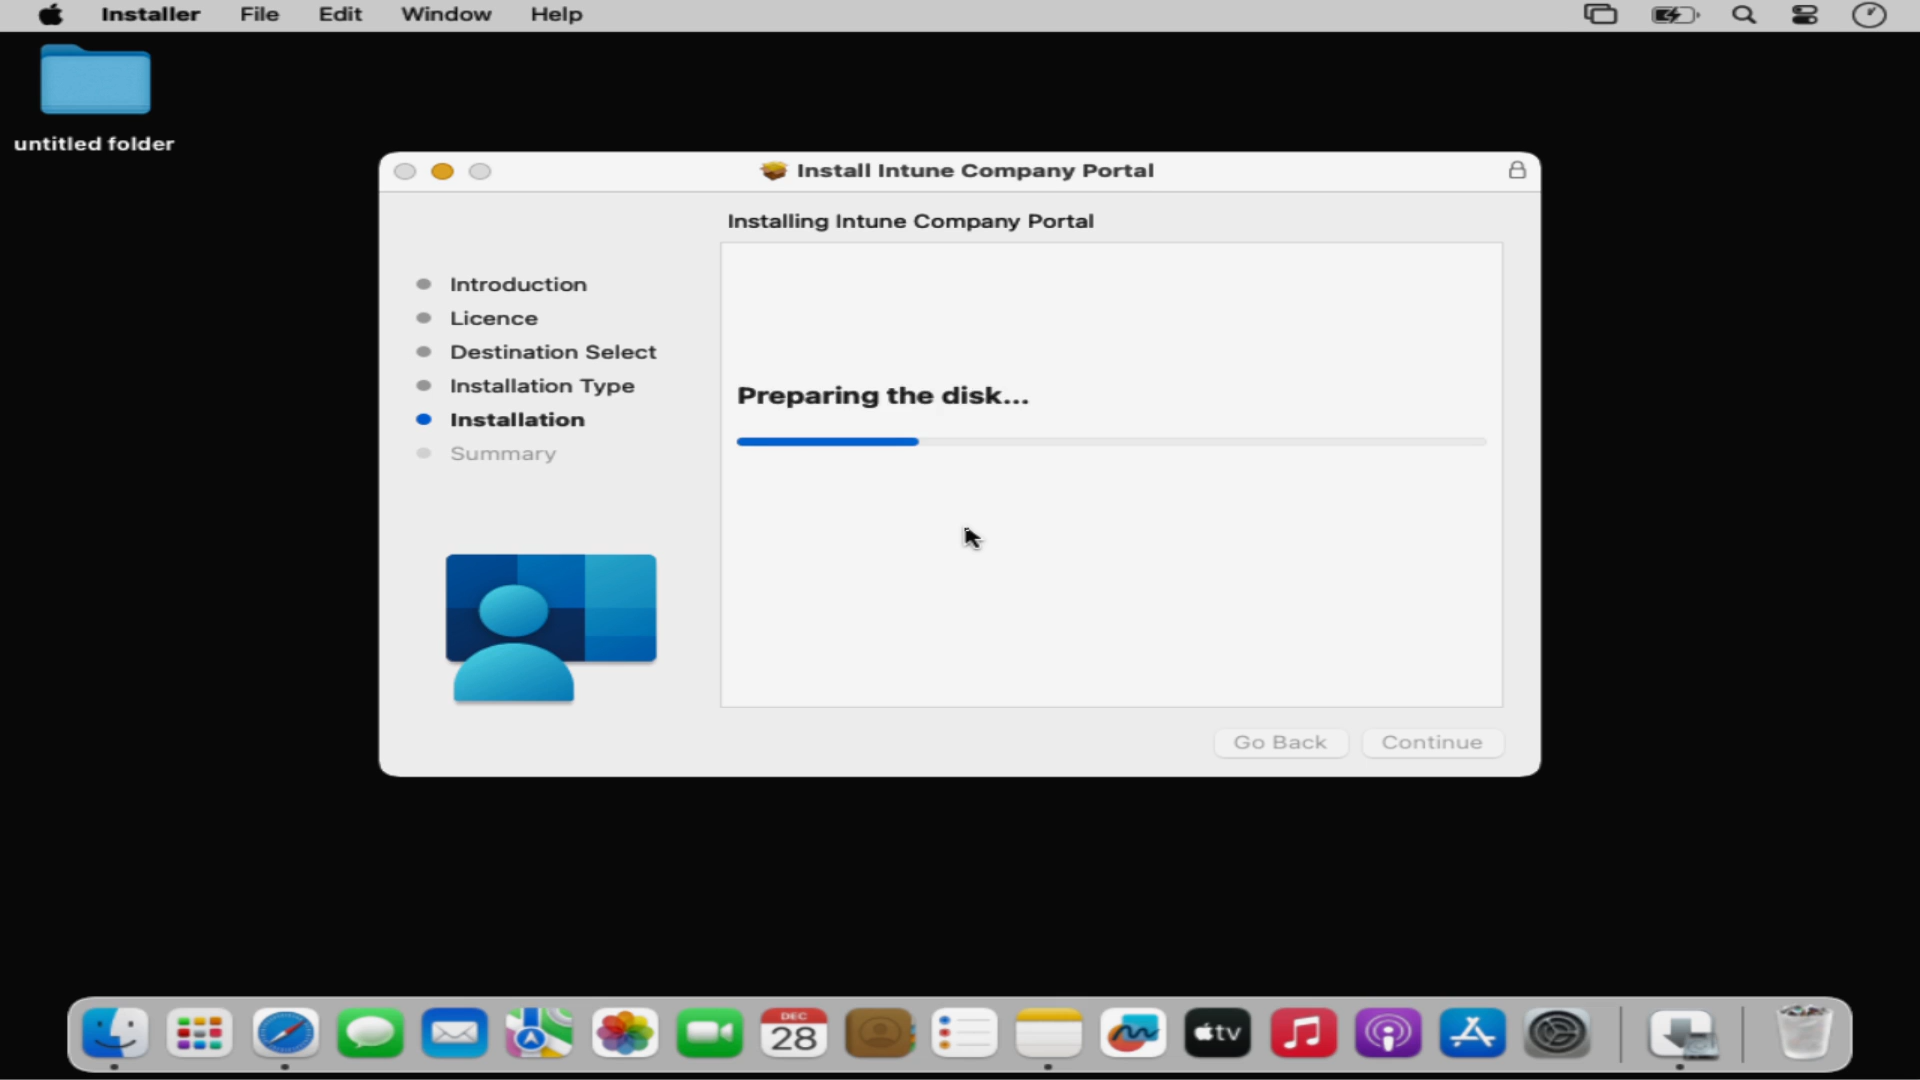 Installer File Edit Window Help
untitled folder
Install Intune Company Portal
Installing Intune Company Portal
Introduction
Licence
Destination Select
Installation Type
Installation
Summary
Preparing the disk...
Go Back Continue
DEC
28
tv